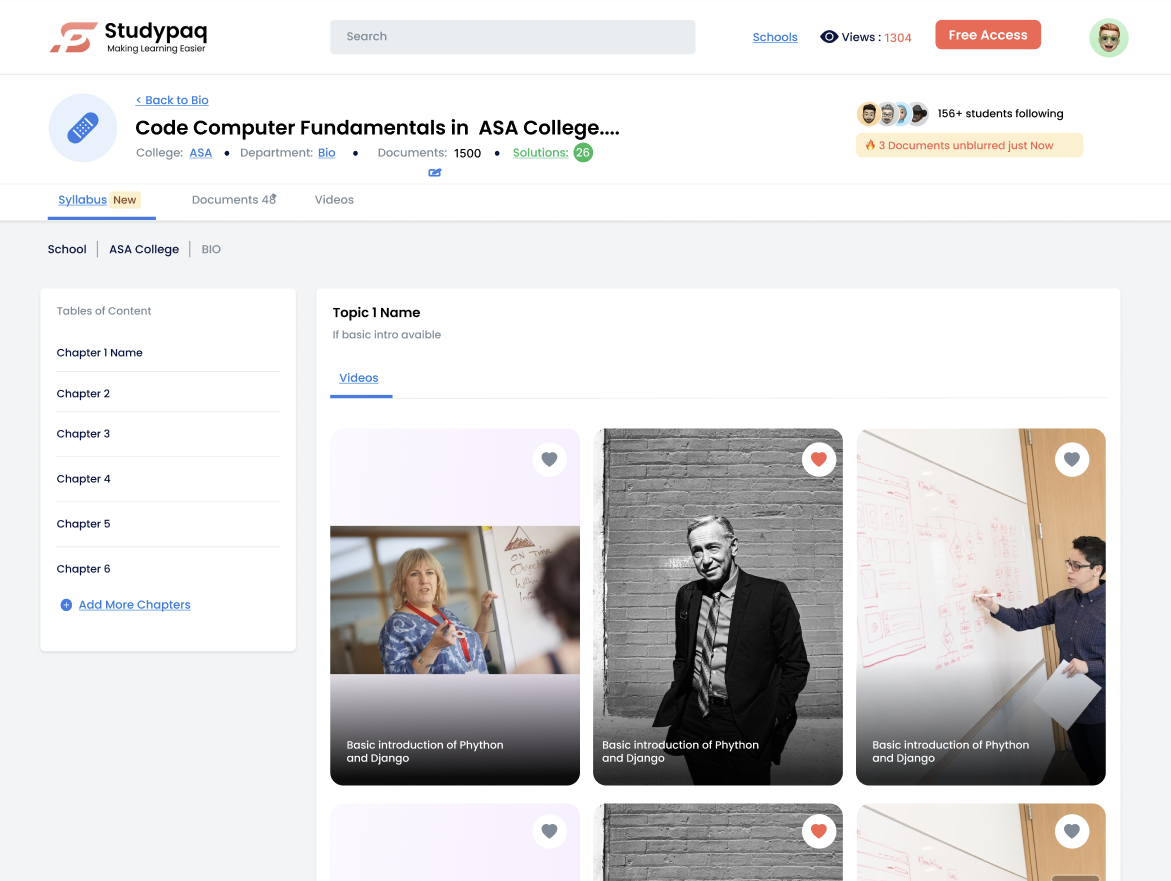 Studypaq
Making Learning Easier
Search
Schools
Views : 1304
Free Access
< Back to Bio
Code Computer Fundamentals in ASA College....
College: ASA • Department: Bio • Documents: 1500 • Solutions: 26
156+ students following
3 Documents unblurred just Now
Syllabus New
Documents 48
Videos
School | ASA College | BIO
Tables of Content
Chapter 1 Name
Chapter 2
Chapter 3
Chapter 4
Chapter 5
Chapter 6
Add More Chapters
Topic 1 Name
If basic intro avaible
Videos
ON TIME
Basic introduction of Phython
and Django
Basic introduction of Phython
and Django
Basic introduction of Phython
and Django